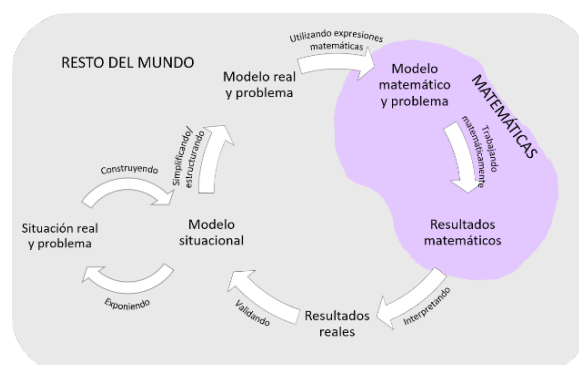 RESTO DEL MUNDO
Utilizando expresiones
matemáticas
Modelo real
y problema
Modelo
matemático
y problema
MATEMÁTICAS
Simplificando/
estructurando
Trabajando
matemáticamente
Construyendo
Situación real
y problema
Modelo
situacional
Resultados
matemáticos
Exponiendo
Validando
Resultados
reales
Interpretando